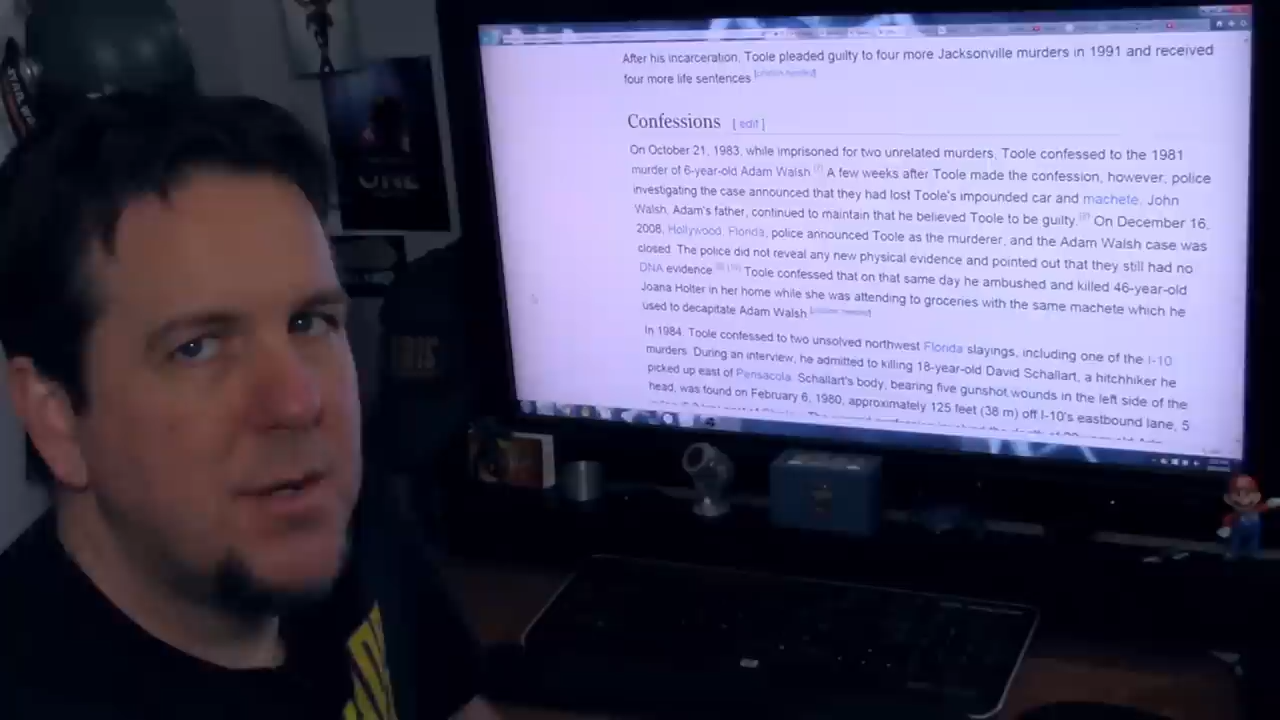 STAR WARS
ONE
After his incarceration, Toole pleaded guilty to four more Jacksonville murders in 1991 and received
four more life sentences [citation needed]
Confessions [ edit ]
On October 21, 1983, while imprisoned for two unrelated murders, Toole confessed to the 1981
murder of 6-year-old Adam Walsh A few weeks after Toole made the confession, however, police
investigating the case announced that they had lost Toole's impounded car and machete. John
Walsh, Adam's father, continued to maintain that he believed Toole to be guilty. On December 16,
2008, Hollywood, Florida, police announced Toole as the murderer, and the Adam Walsh case was
closed. The police did not reveal any new physical evidence and pointed out that they still had no
DNA evidence Toole confessed that on that same day he ambushed and killed 46-year-old
Joana Holter in her home while she was attending to groceries with the same machete which he
used to decapitate Adam Walsh [citation needed]
In 1984, Toole confessed to two unsolved northwest Florida slayings, including one of the I-10
murders. During an interview, he admitted to killing 18-year-old David Schallart, a hitchhiker he
picked up east of Pensacola. Schallart's body, bearing five gunshot wounds in the left side of the
head, was found on February 6, 1980, approximately 125 feet (38 m) off I-10's eastbound lane, 5